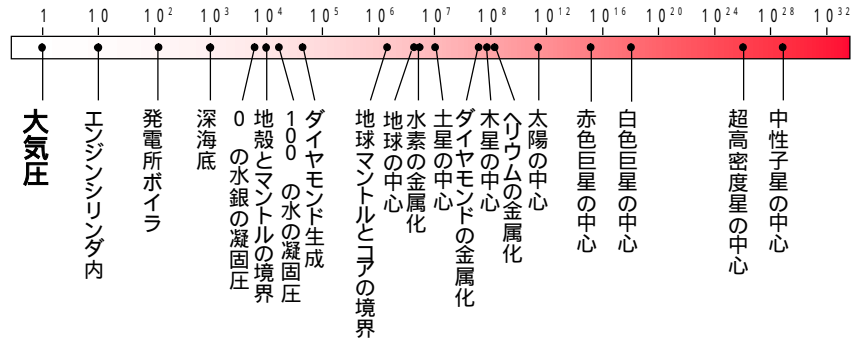 1 10 10² 10³ 10⁴ 10⁵ 10⁶ 10⁷ 10⁸ 10¹² 10¹⁶ 10²⁰ 10²⁴ 10²⁸ 10³²
大気圧
エンジンシリンダ内
発電所ボイラ
深海底
0 の水銀の凝固圧
地殻とマントルの境界
100 の水の凝固圧
ダイヤモンド生成
地球マントルとコアの境界
地球の中心
水素の金属化
土星の中心
ダイヤモンドの金属化
木星の中心
ヘリウムの金属化
太陽の中心
赤色巨星の中心
白色巨星の中心
超高密度星の中心
中性子星の中心